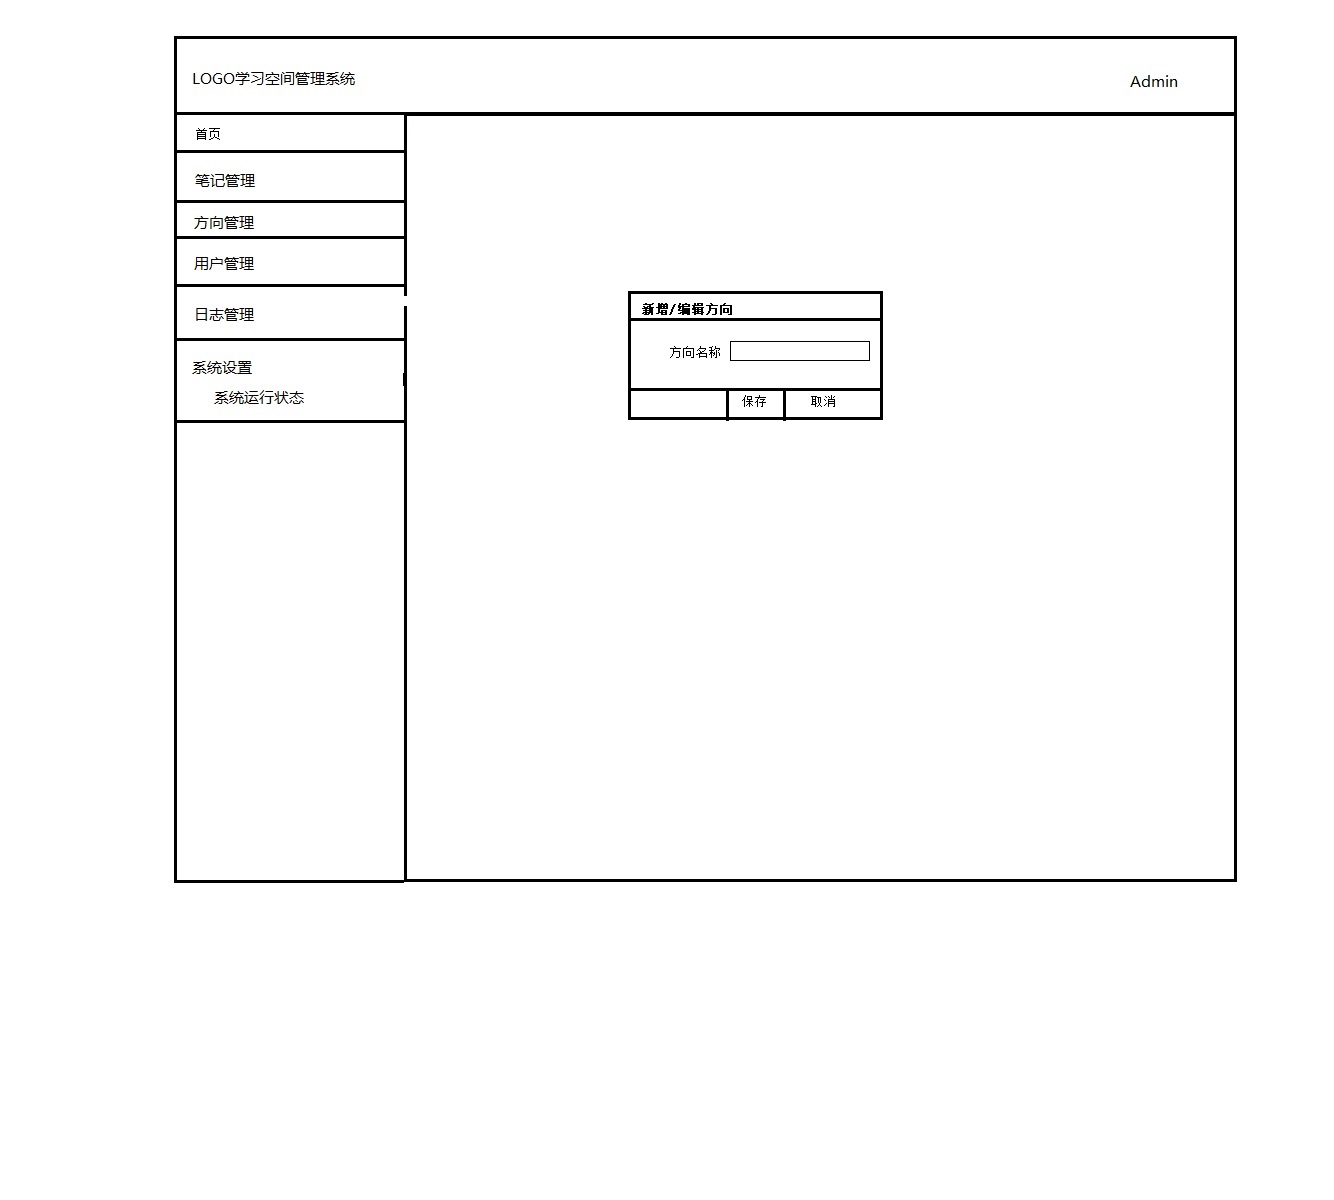 LOGO学习空间管理系统
Admin
首页
笔记管理
方向管理
用户管理
日志管理
系统设置
系统运行状态
新增/编辑方向
方向名称
保存
取消